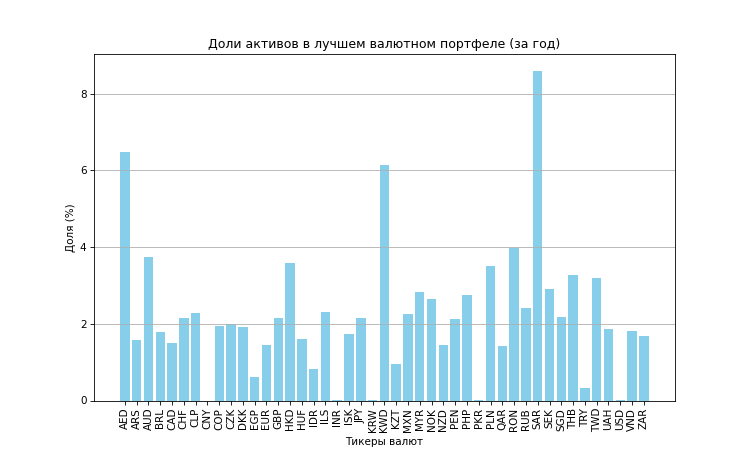 Доли активов в лучшем валютном портфеле (за год)
8
6
4
2
0
Доля (%)
AED
ARS
AUD
BRL
CAD
CHF
CLP
CNY
COP
CZK
DKK
EGP
EUR
GBP
HKD
HUF
IDR
ILS
INR
ISK
JPY
KRW
KWD
KZT
MXN
MYR
NOK
NZD
PEN
PHP
PKR
PLN
QAR
RON
RUB
SAR
SEK
SGD
THB
TRY
TWD
UAH
USD
VND
ZAR
Тикеры валют